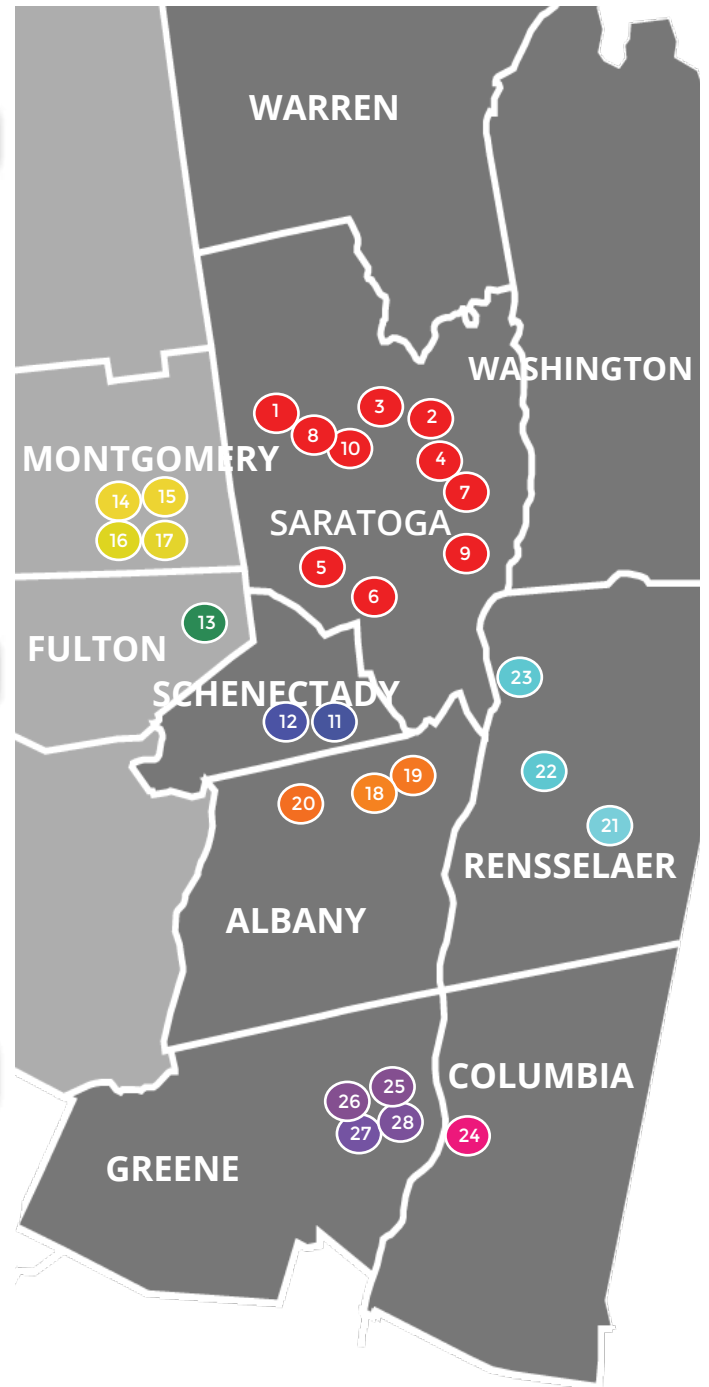 WARREN
WASHINGTON
1
3
2
8
10
4
MONTGOMERY
7
14
15
SARATOGA
16
17
9
5
6
13
FULTON
23
SCHENECTADY
12
11
22
19
18
20
21
RENSSELAER
ALBANY
COLUMBIA
25
26
28
27
24
GREENE